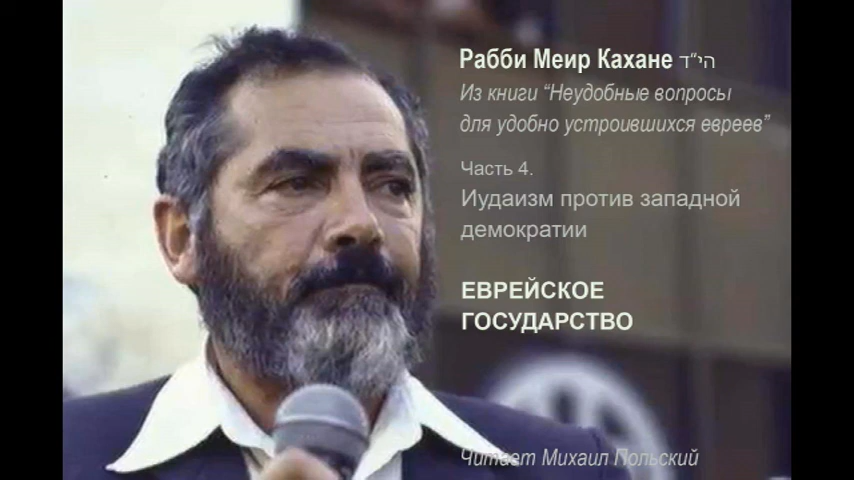 Рабби Меир Кахане הי"ד
Из книги “Неудобные вопросы
для удобно устроившихся евреев”
Часть 4.
Иудаизм против западной
демократии
ЕВРЕЙСКОЕ
ГОСУДАРСТВО
Читает Михаил Польский